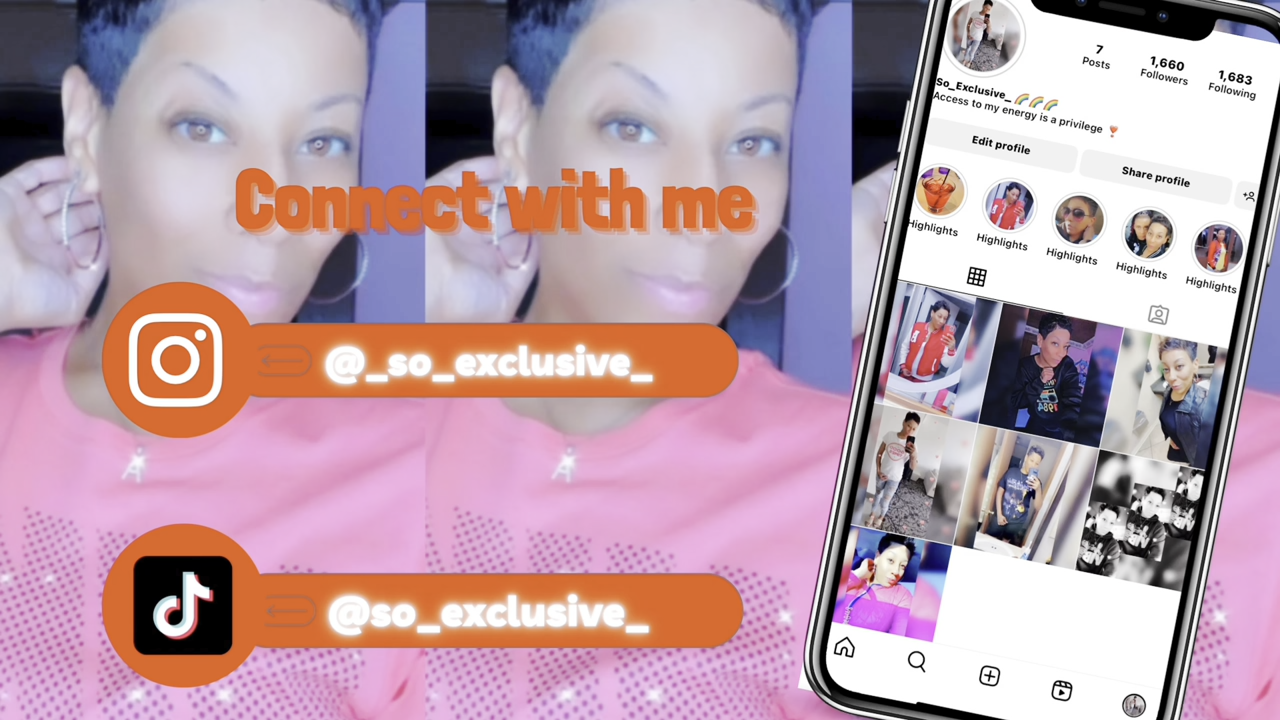 Connect with me
@_so_exclusive_
@so_exclusive_
7
Posts
1,660
Followers
1,683
Following
So_Exclusive_ 🌈🌈🌈
Access to my energy is a privilege 🍷
Edit profile
Share profile
Highlights
Highlights
Highlights
Highlights
Highlights
1984